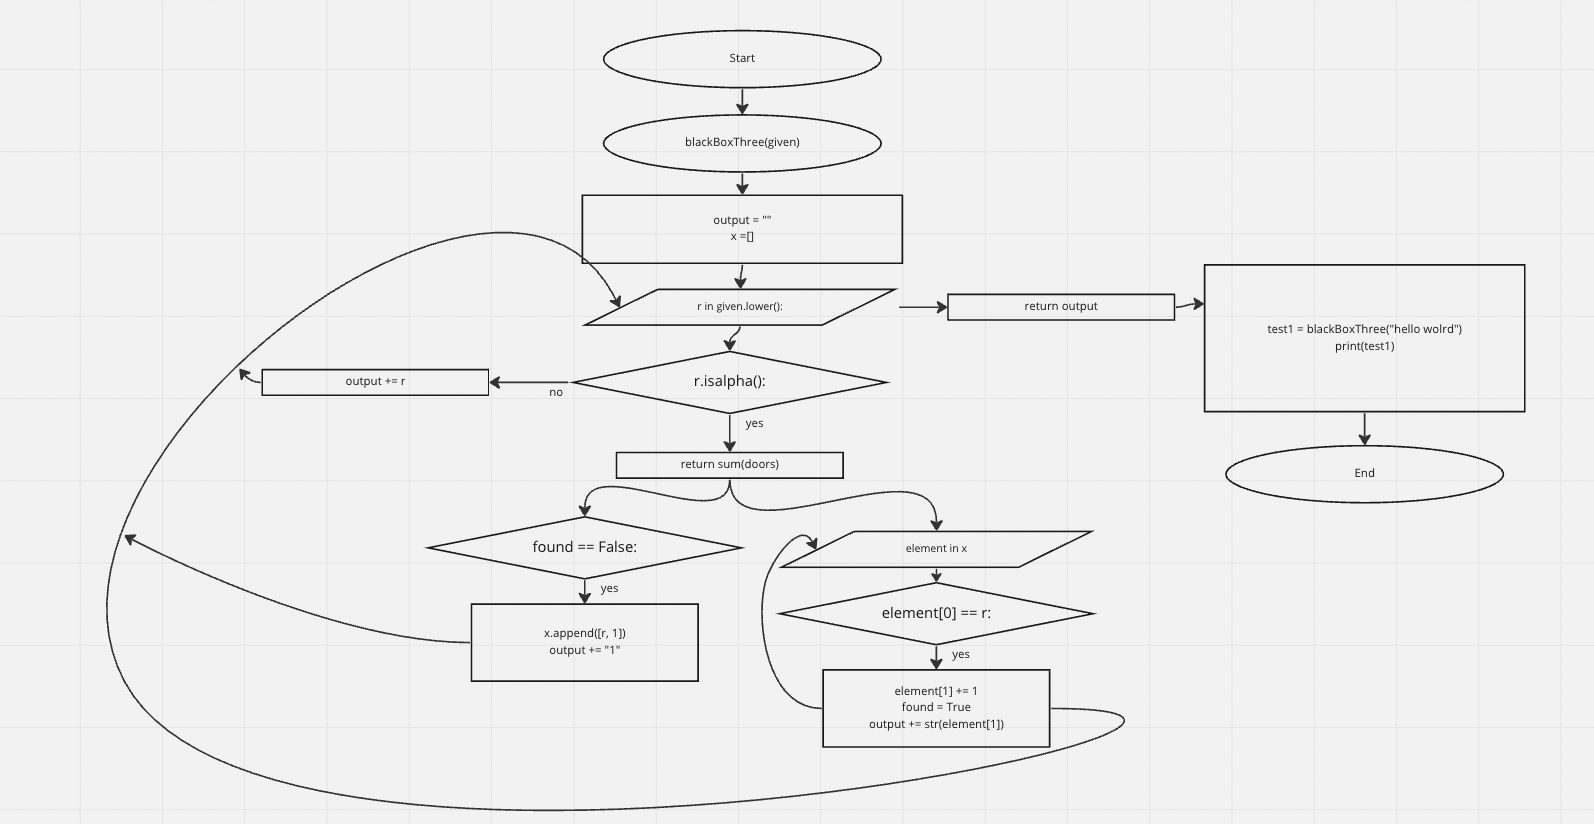 Start
blackBoxThree(given)
output = ""
x =[]
r in given.lower():
return output
test1 = blackBoxThree("hello wolrd")
print(test1)
r.isalpha():
output += r
no
yes
return sum(doors)
End
found == False:
element in x
yes
element[0] == r:
x.append([r, 1])
output += "1"
yes
element[1] += 1
found = True
output += str(element[1])